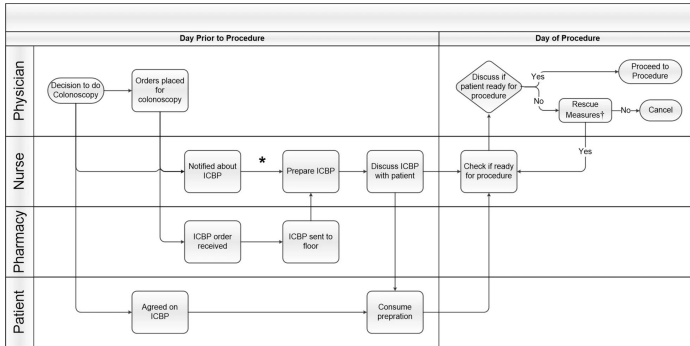 Day Prior to Procedure
Day of Procedure
Physician
Decision to do
Colonoscopy
Orders placed
for
colonoscopy
Discuss if
patient ready for
procedure
Yes
Proceed to
Procedure
No
Rescue
Measures†
No
Cancel
Yes
Nurse
Notified about
ICBP
*
Prepare ICBP
Discuss ICBP
with patient
Check if ready
for procedure
Pharmacy
ICBP order
received
ICBP sent to
floor
Patient
Agreed on
ICBP
Consume
prepration